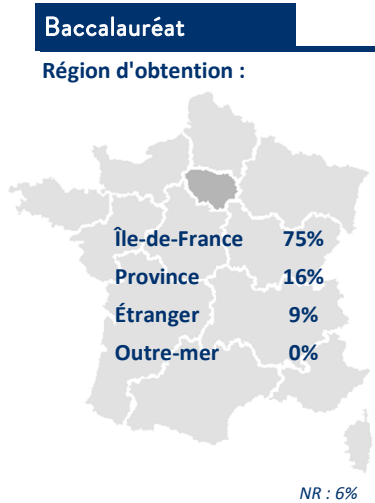 Baccalauréat
Région d'obtention :
Île-de-France 75%
Province 16%
Étranger 9%
Outre-mer 0%
NR : 6%